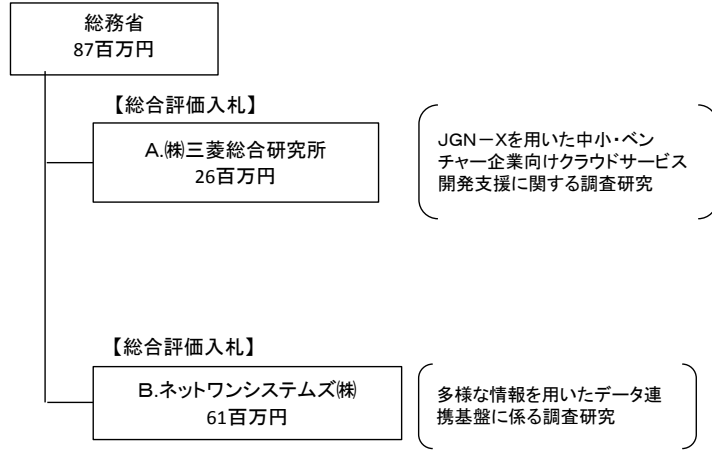 総務省
87百万円
【総合評価入札】
A.㈱三菱総合研究所
26百万円
JGN－Xを用いた中小・ベン
チャー企業向けクラウドサービス
開発支援に関する調査研究
【総合評価入札】
B.ネットワンシステムズ㈱
61百万円
多様な情報を用いたデータ連
携基盤に係る調査研究